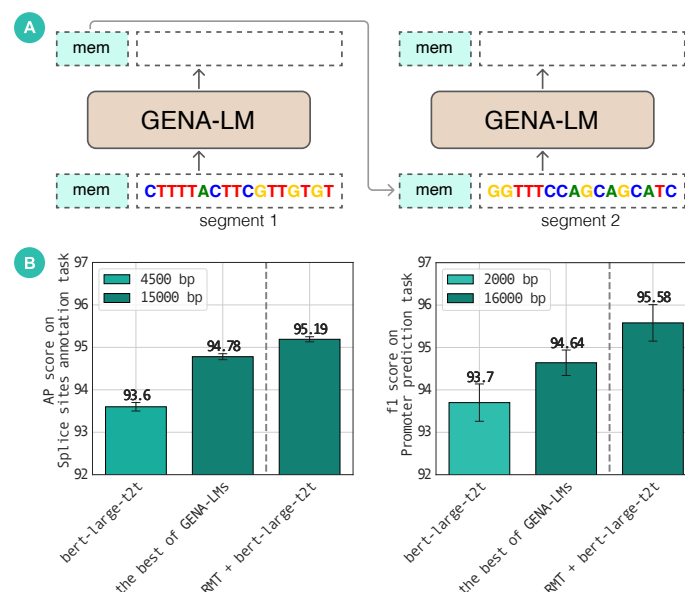 A
mem
mem
GENA-LM
GENA-LM
mem
CTTTTACTTCGTTGTGT
mem
GGTTTCCAGCAGCATC
segment 1
segment 2
B
AP score on
Splice sites annotation task
97
96
95
94
93
92
4500 bp
15000 bp
93.6
94.78
95.19
bert-large-t2t
the best of GENA-LMs
RMT + bert-large-t2t
f1 score on
Promoter prediction task
97
96
95
94
93
92
2000 bp
16000 bp
93.7
94.64
95.58
bert-large-t2t
the best of GENA-LMs
RMT + bert-large-t2t